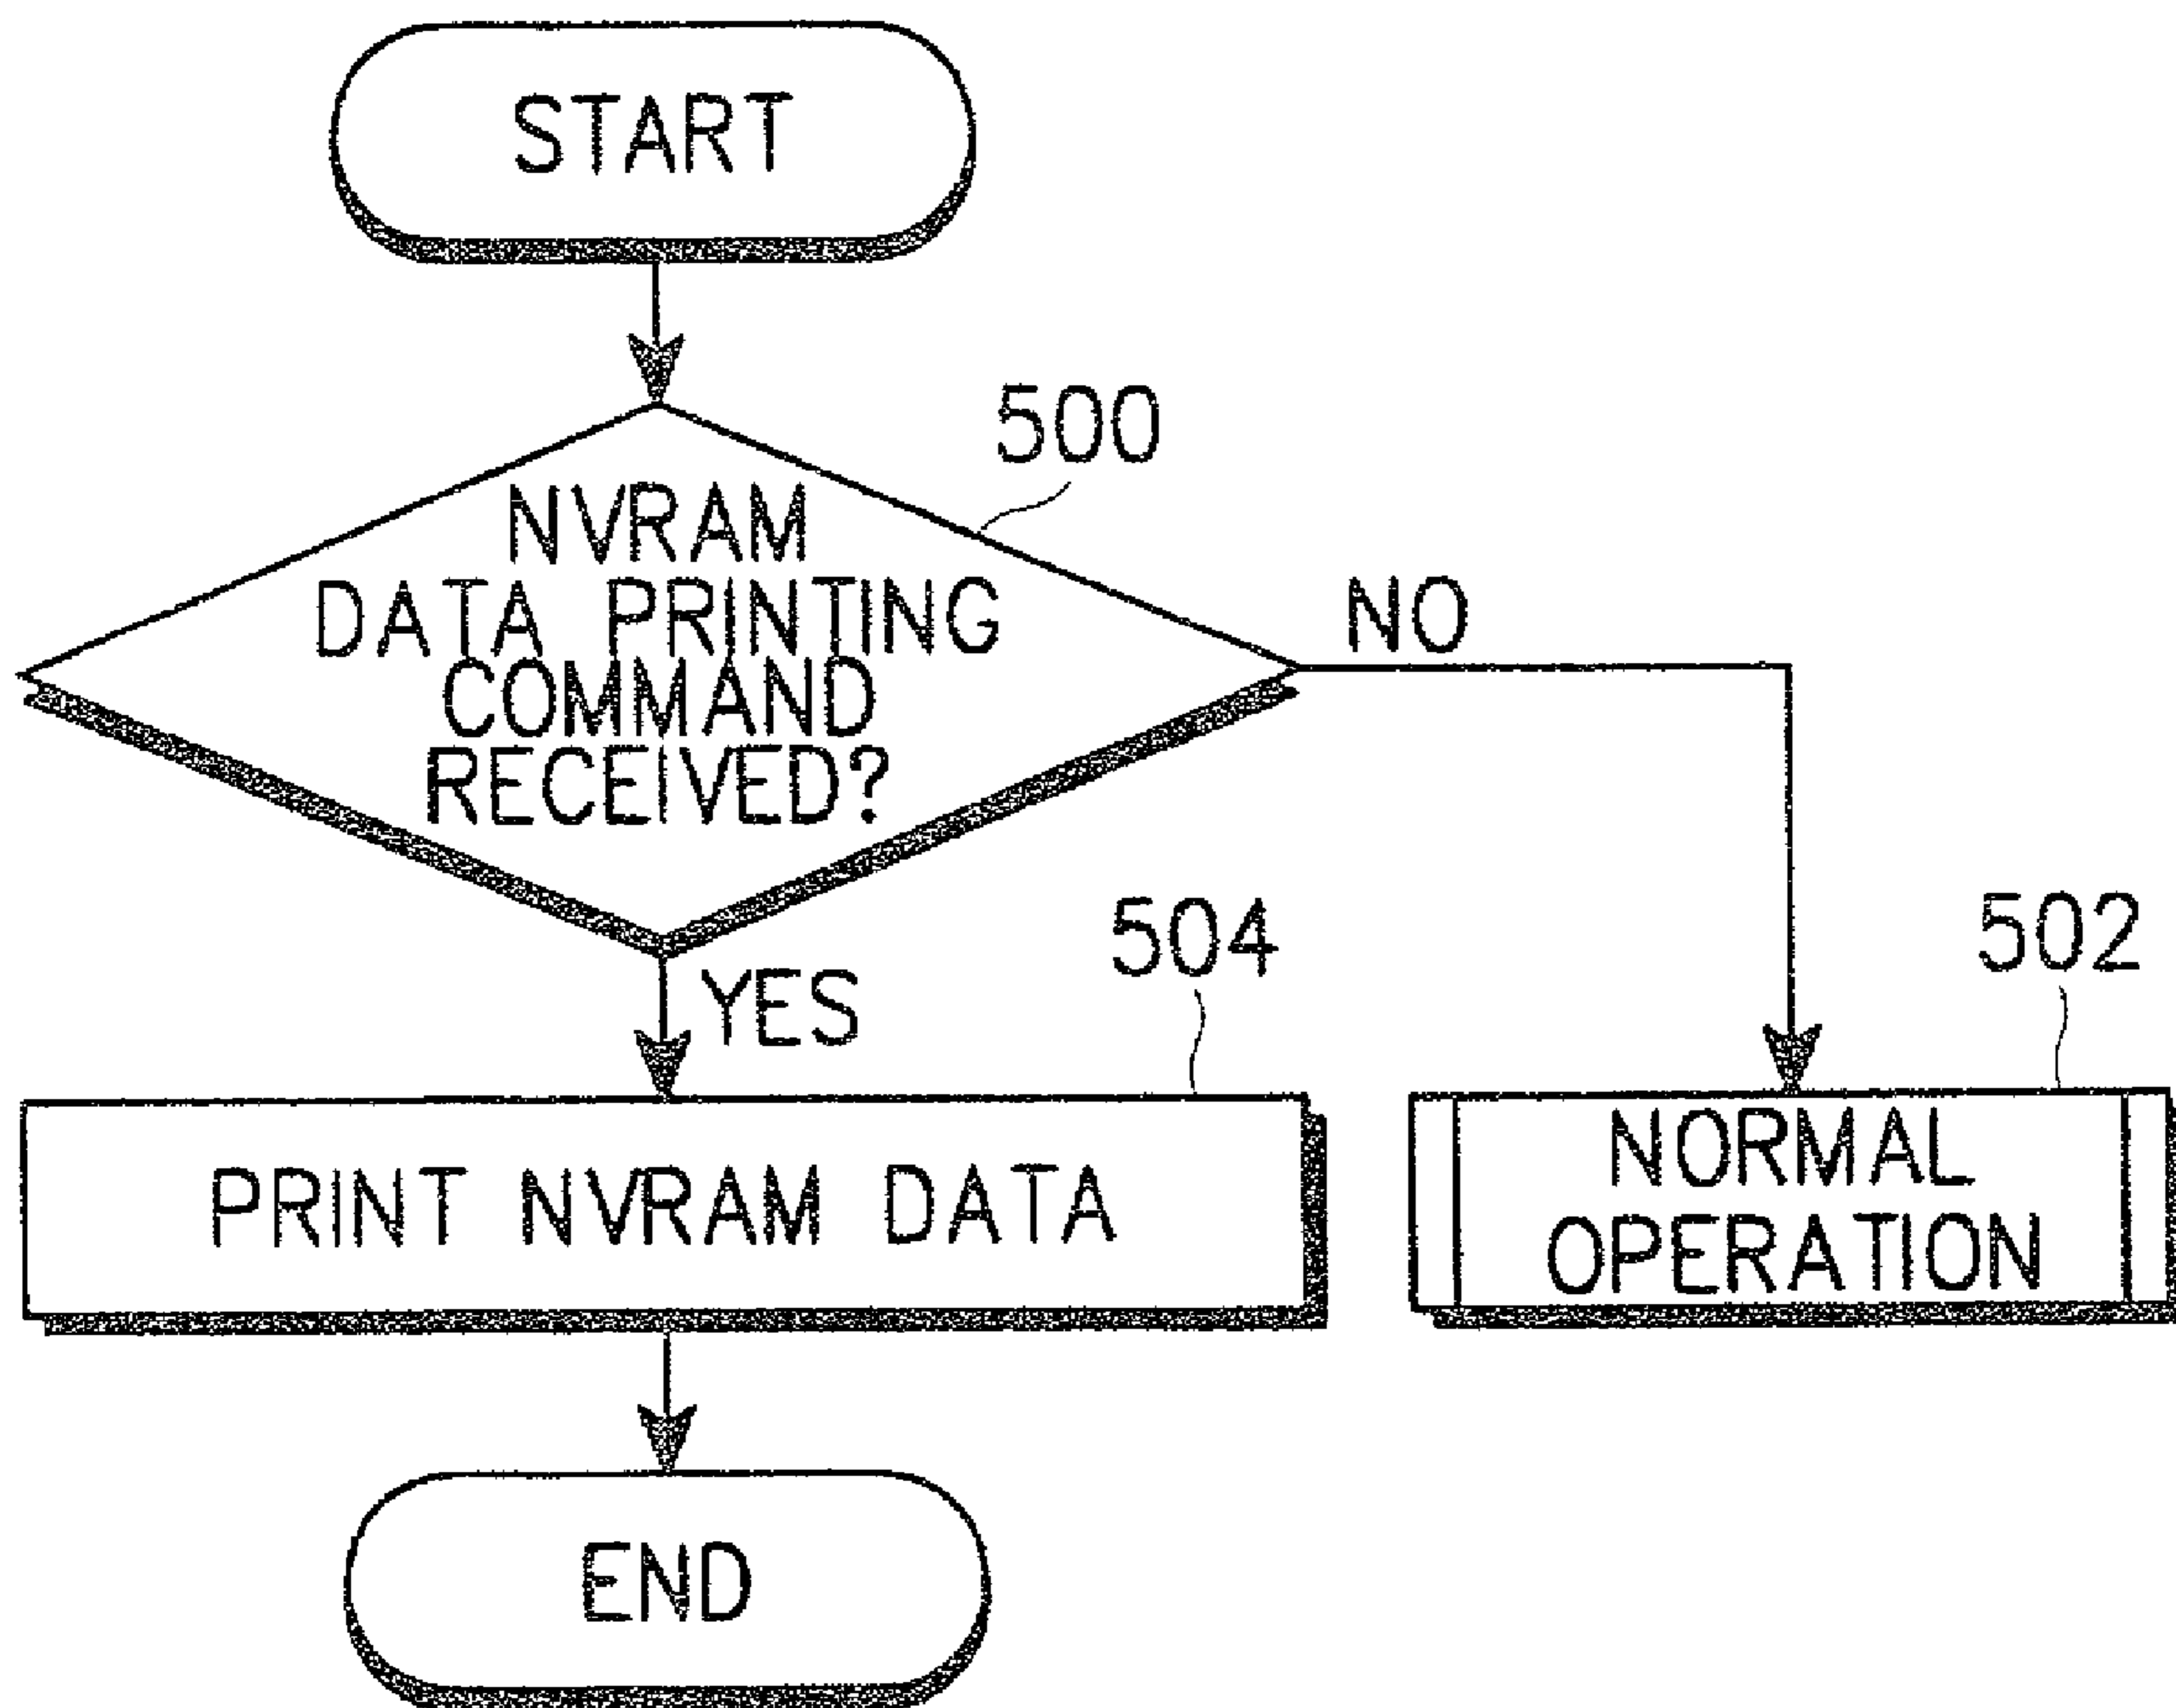 START
500
NVRAM
DATA PRINTING
COMMAND
RECEIVED?
NO
YES
504
502
PRINT NVRAM DATA
NORMAL
OPERATION
END